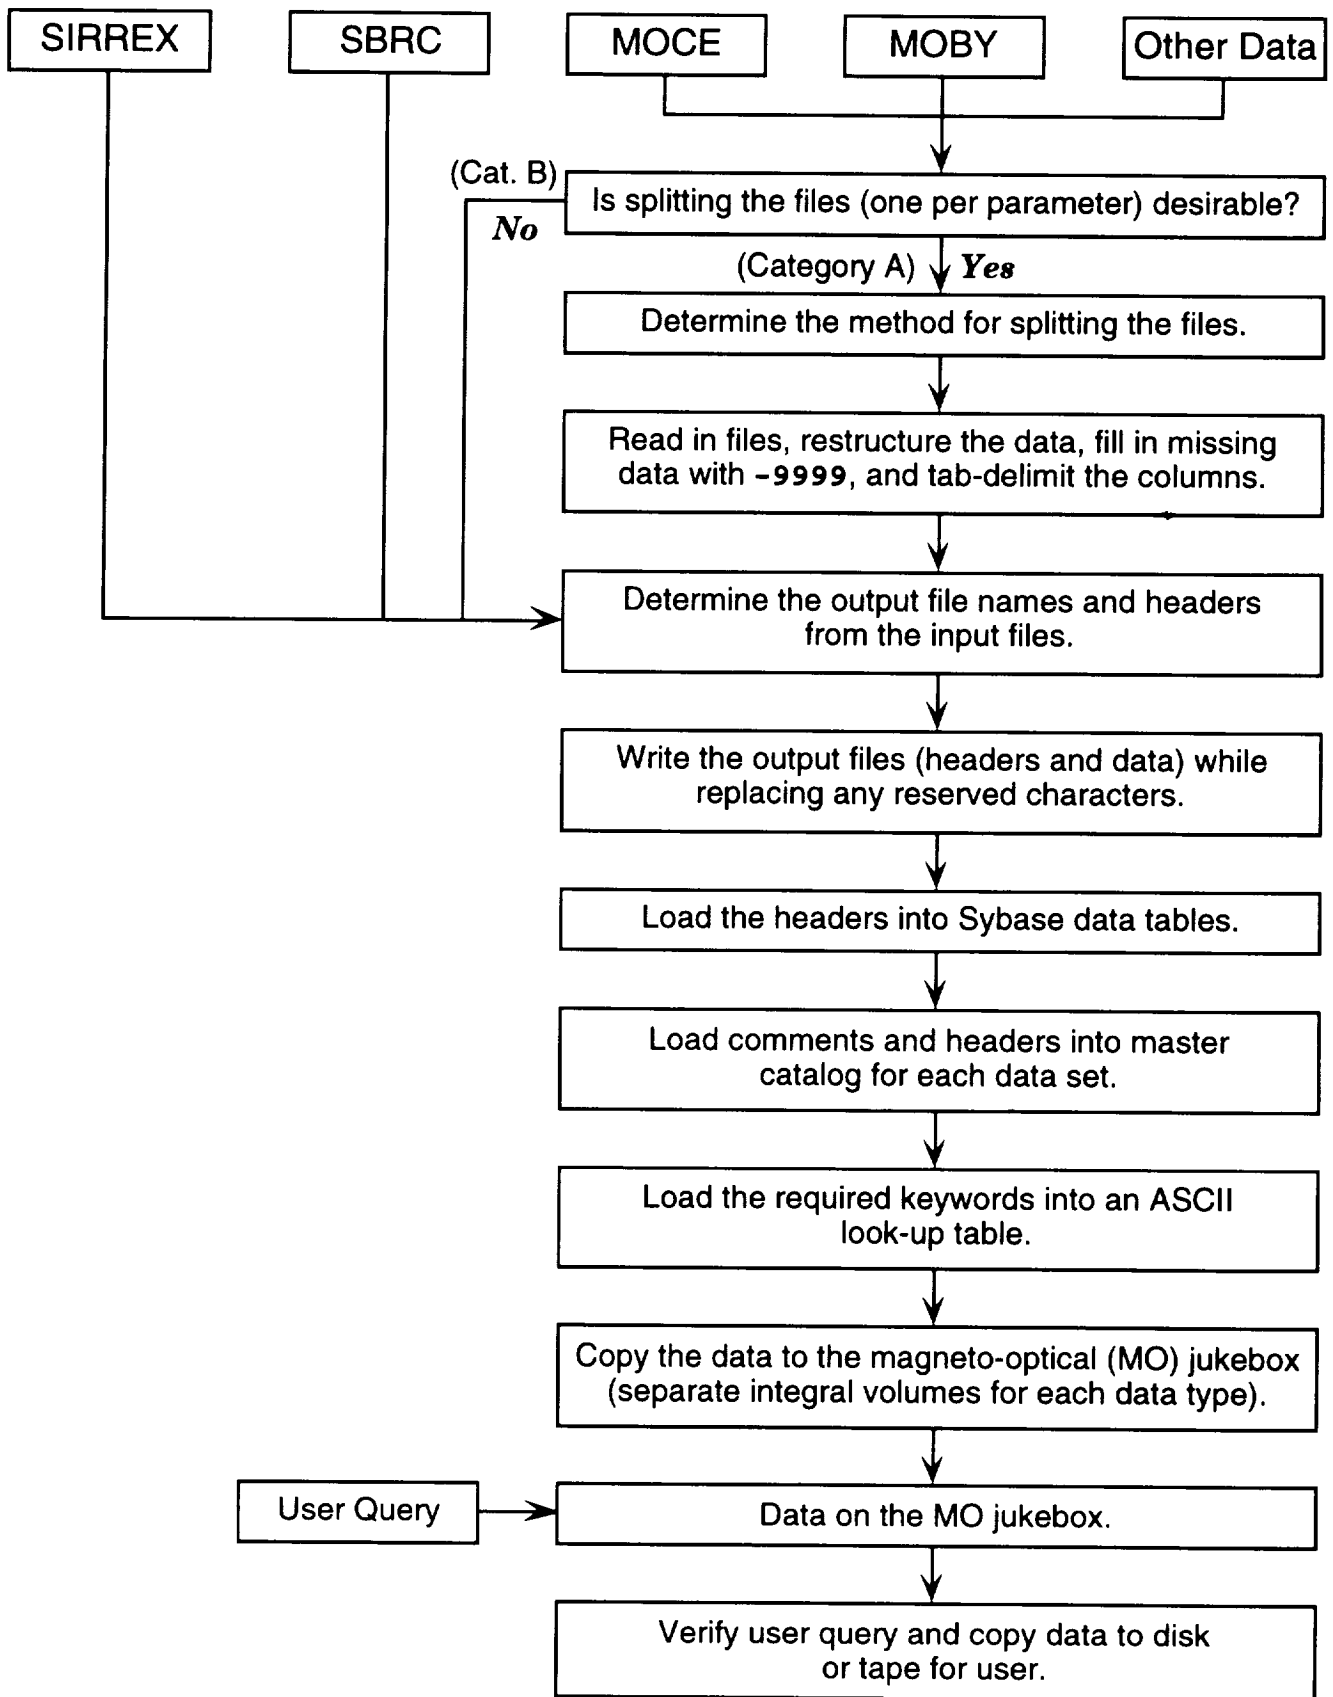 SIRREX
SBRC
MOCE
MOBY
Other Data
(Cat. B)
No
Is splitting the files (one per parameter) desirable?
(Category A)
Yes
Determine the method for splitting the files.
Read in files, restructure the data, fill in missing
data with -9999, and tab-delimit the columns.
Determine the output file names and headers
from the input files.
Write the output files (headers and data) while
replacing any reserved characters.
Load the headers into Sybase data tables.
Load comments and headers into master
catalog for each data set.
Load the required keywords into an ASCII
look-up table.
Copy the data to the magneto-optical (MO) jukebox
(separate integral volumes for each data type).
User Query
Data on the MO jukebox.
Verify user query and copy data to disk
or tape for user.